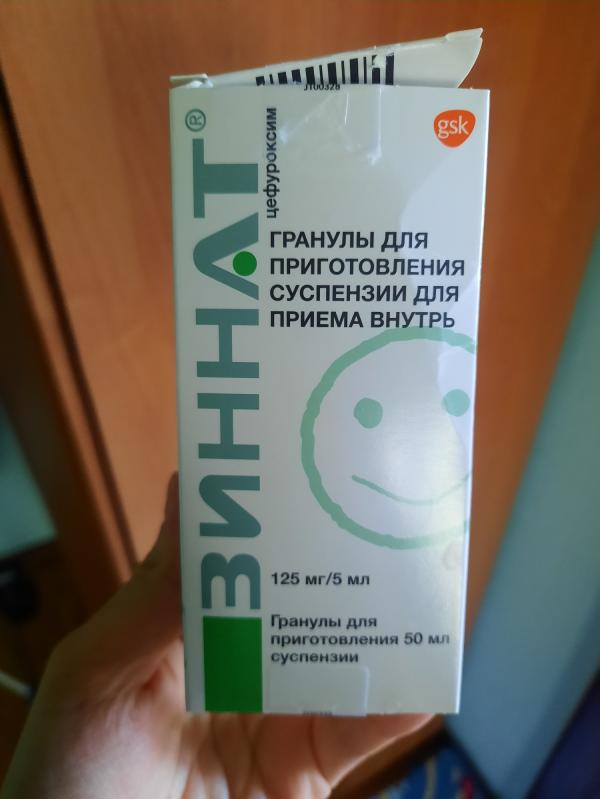 J100328
gsk
ЗИННАТ®
цефуроксим
ГРАНУЛЫ ДЛЯ
ПРИГОТОВЛЕНИЯ
СУСПЕНЗИИ ДЛЯ
ПРИЕМА ВНУТРЬ
125 мг/5 мл
Гранулы для
приготовления 50 мл
суспензии